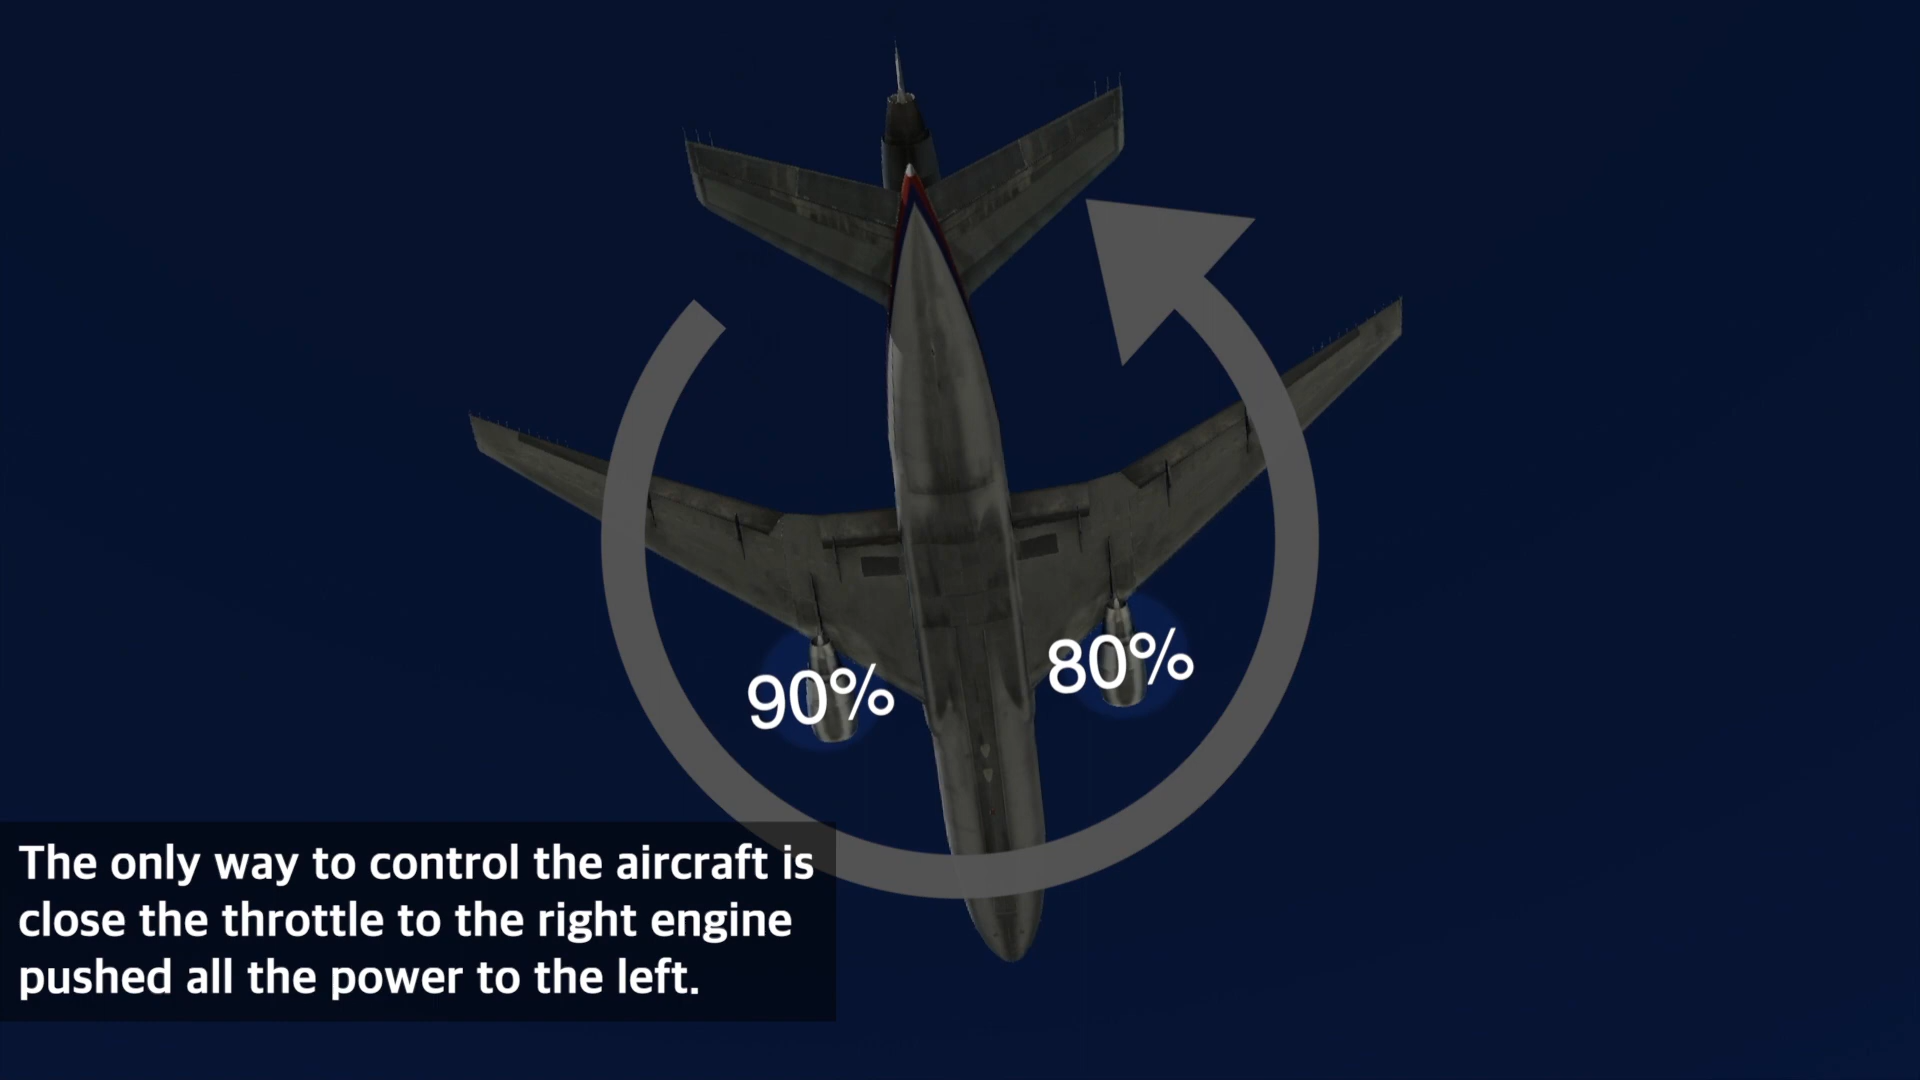 90%
80%
The only way to control the aircraft is
close the throttle to the right engine
pushed all the power to the left.